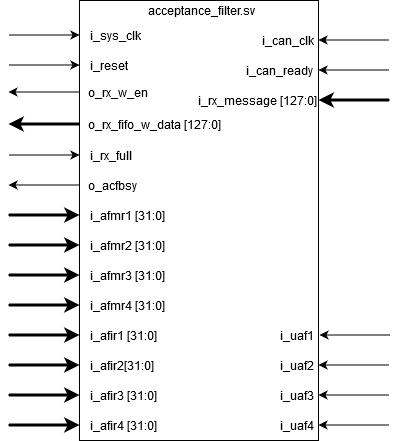 acceptance_filter.sv
i_sys_clk
i_can_clk
i_reset
i_can_ready
o_rx_w_en
i_rx_message [127:0]
o_rx_fifo_w_data [127:0]
i_rx_full
o_acfbsy
i_afmr1 [31:0]
i_afmr2 [31:0]
i_afmr3 [31:0]
i_afmr4 [31:0]
i_afir1 [31:0]
i_uaf1
i_afir2[31:0]
i_uaf2
i_afir3 [31:0]
i_uaf3
i_afir4 [31:0]
i_uaf4